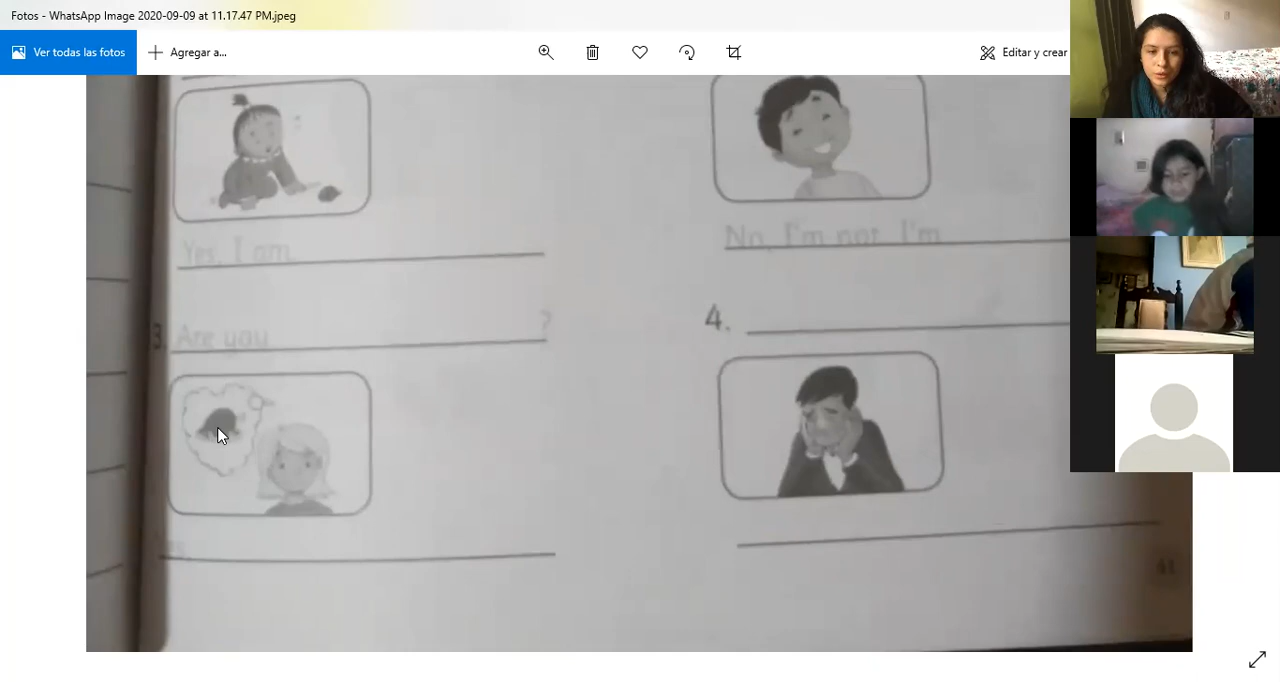 Fotos - WhatsApp Image 2020-09-09 at 11.17.47 PM.jpeg
Ver todas las fotos
Agregar a...
Editar y crear
Yes, I am.
No, I'm not. I'm
3. Are you ?
4.
41